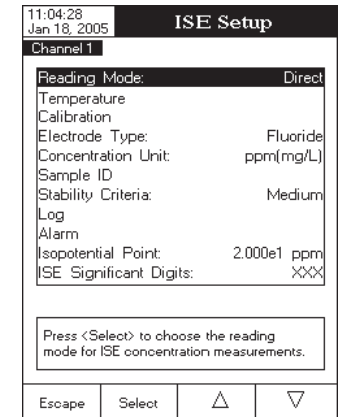 11:04:28
Jan 18, 2005
ISE Setup
Channel 1
Reading Mode: Direct
Temperature
Calibration
Electrode Type: Fluoride
Concentration Unit: ppm(mg/L)
Sample ID
Stability Criteria: Medium
Log
Alarm
Isopotential Point: 2.000e1 ppm
ISE Significant Digits: XXX
Press <Select> to choose the reading
mode for ISE concentration measurements.
Escape Select △ ▽